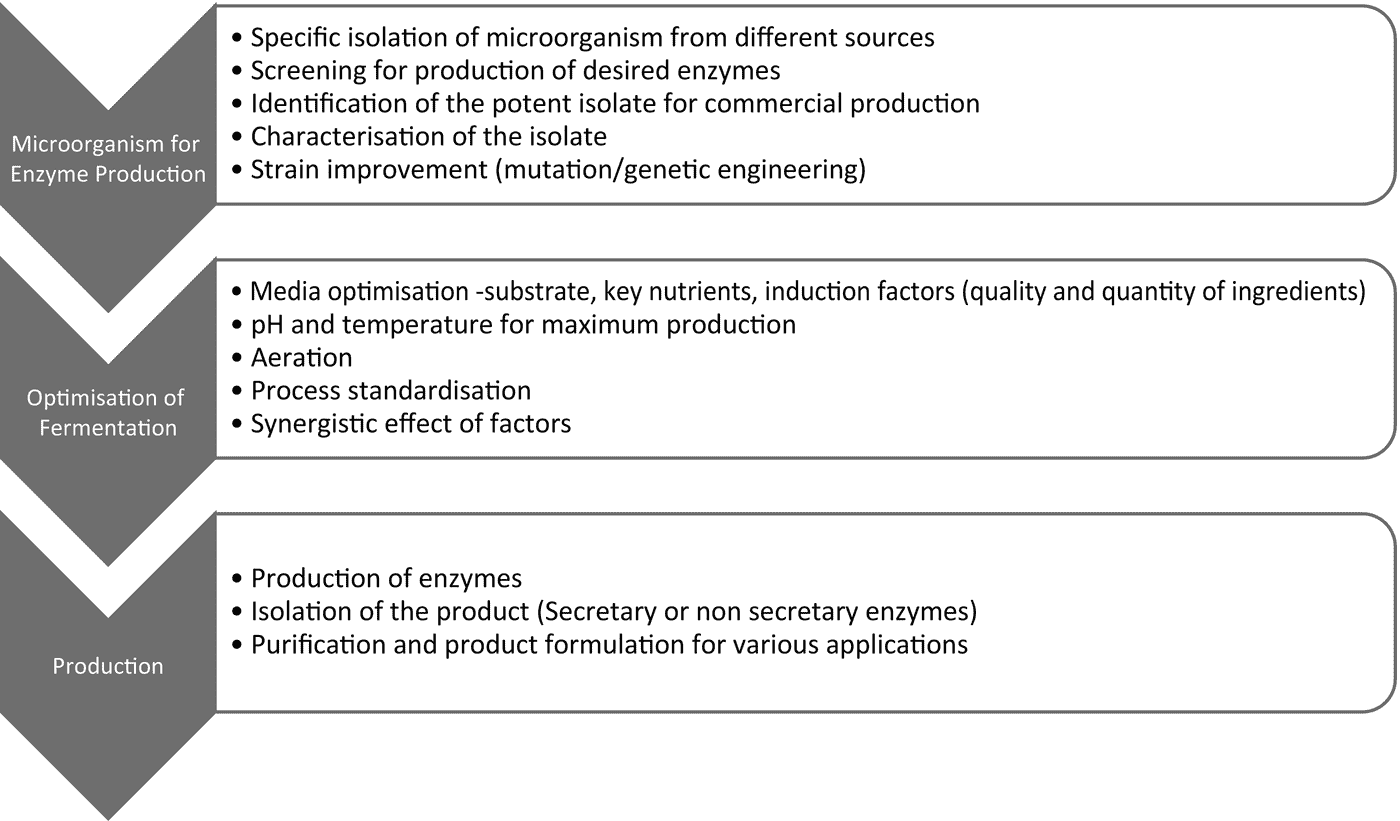 Microorganism for
Enzyme Production
• Specific isolation of microorganism from different sources
• Screening for production of desired enzymes
• Identification of the potent isolate for commercial production
• Characterisation of the isolate
• Strain improvement (mutation/genetic engineering)
Optimisation of
Fermentation
• Media optimisation -substrate, key nutrients, induction factors (quality and quantity of ingredients)
• pH and temperature for maximum production
• Aeration
• Process standardisation
• Synergistic effect of factors
Production
• Production of enzymes
• Isolation of the product (Secretary or non secretary enzymes)
• Purification and product formulation for various applications